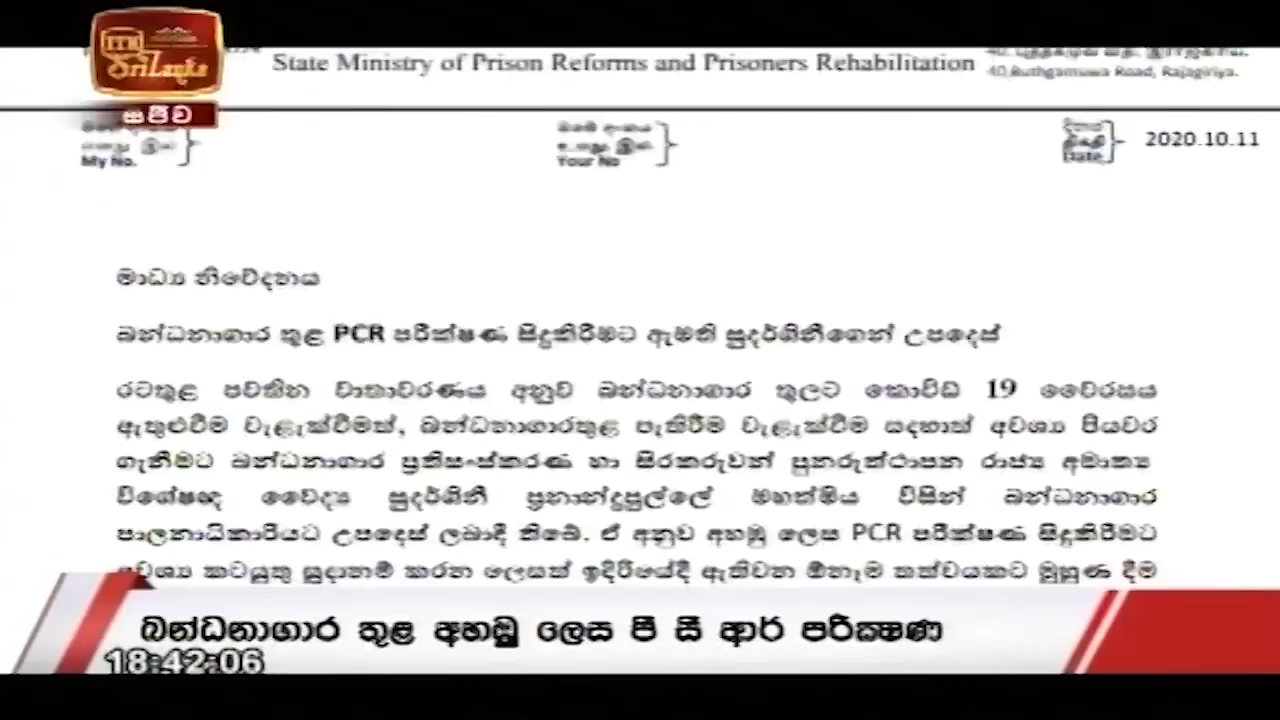 ITN
Sri Lanka
සජීව
State Ministry of Prison Reforms and Prisoners Rehabilitation
40, Buthgamuwa Road, Rajagiriya.
My No.
Your No
Date
2020.10.11
මාධ්‍ය නිවේදනය
බන්ධනාගාර තුළ PCR පරීක්ෂණ සිදුකිරීමට ඇමති සුදර්ශිනීගෙන් උපදෙස්
රටතුළ පවතින වාතාවරණය අනුව බන්ධනාගාර තුලට කොවිඩ් 19 වෛරසය
ඇතුළුවීම වැළැක්වීමත්, බන්ධනාගාරතුළ පැතිරීම වැළැක්වීම සඳහාත් අවශ්‍ය පියවර
ගැනීමට බන්ධනාගාර ප්‍රතිසංස්කරණ හා සිරකරුවන් පුනරුත්ථාපන රාජ්‍ය අමාත්‍ය
විශේෂඥ වෛද්‍ය සුදර්ශිනී ප්‍රනාන්දුපුල්ලේ මහත්මිය විසින් බන්ධනාගාර
පාලනාධිකාරියට උපදෙස් ලබාදී තිබේ. ඒ අනුව අහඹු ලෙස PCR පරීක්ෂණ සිදුකිරීමට
අවශ්‍ය කටයුතු සූදානම් කරන ලෙසත් ඉදිරියේදී ඇතිවන ඕනෑම තත්වයකට මුහුණ දීම
බන්ධනාගාර තුළ අහඹු ලෙස පී සී ආර් පරීක්ෂණ
18:42:06